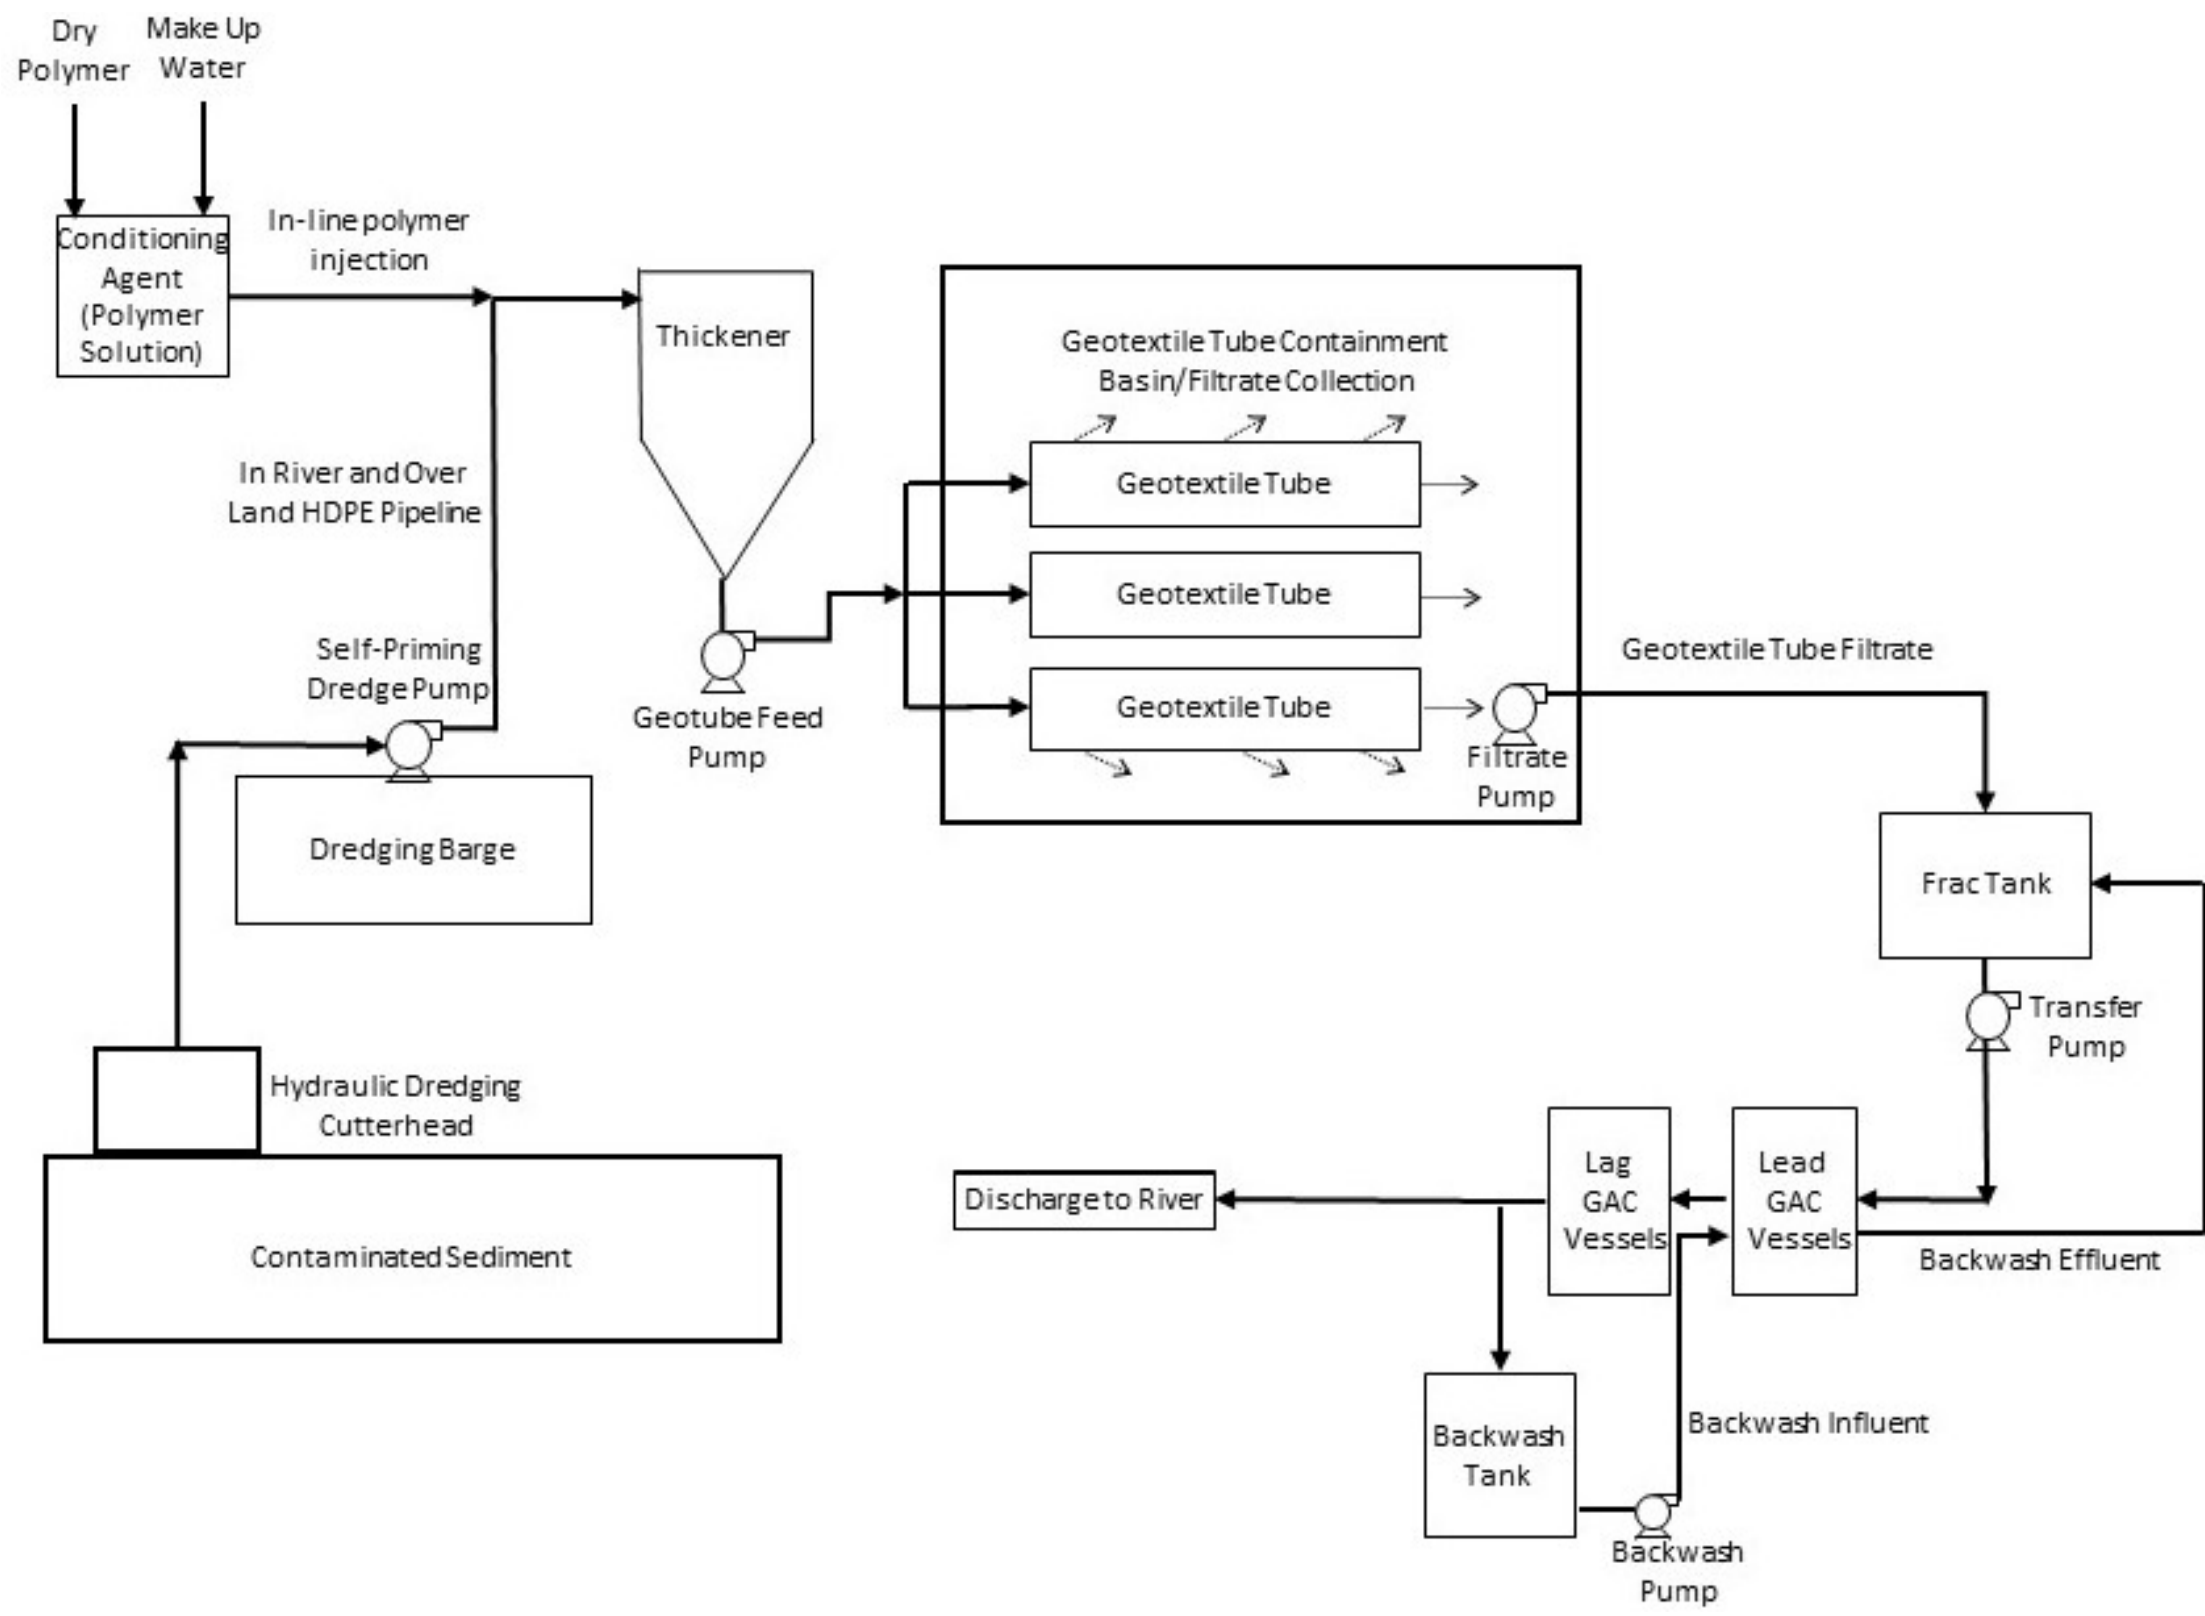 Dry
Polymer
Make Up
Water
Conditioning
Agent
(Polymer
Solution)
In-line polymer
injection
Thickener
In River and Over
Land HDPE Pipeline
Self-Priming
Dredge Pump
Dredging Barge
Hydraulic Dredging
Cutterhead
Contaminated Sediment
Geotube Feed
Pump
Geotextile Tube Containment
Basin/Filtrate Collection
Geotextile Tube
Geotextile Tube
Geotextile Tube
Filtrate
Pump
Geotextile Tube Filtrate
Frac Tank
Transfer
Pump
Lead
GAC
Vessels
Lag
GAC
Vessels
Discharge to River
Backwash Effluent
Backwash
Tank
Backwash Influent
Backwash
Pump